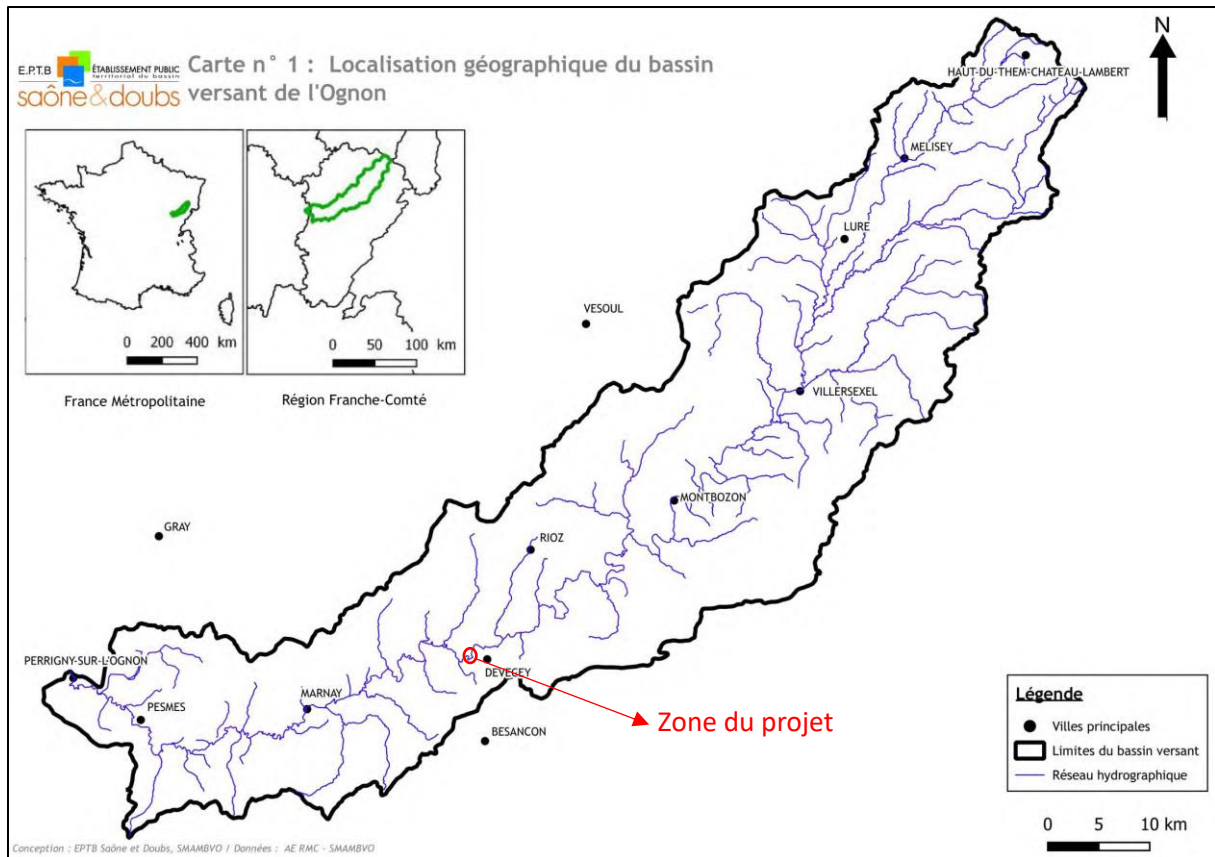 E.P.T.B
ÉTABLISSEMENT PUBLIC
territorial du bassin
saône & doubs
Carte n° 1 : Localisation géographique du bassin
versant de l'Ognon
N
HAUT-DU-THEM-CHATEAU-LAMBERT
MELISEY
LURE
VESOUL
0 200 400 km
0 50 100 km
France Métropolitaine
Région Franche-Comté
VILLERSEXEL
MONTBOZON
GRAY
RIOZ
PERRIGNY-SUR-L'OGNON
DEVECEY
PESMES
MARNAY
BESANCON
Zone du projet
Légende
Villes principales
Limites du bassin versant
Réseau hydrographique
0 5 10 km
Conception : EPTB Saône et Doubs, SMAMBVO / Données : AE RMC - SMAMBVO